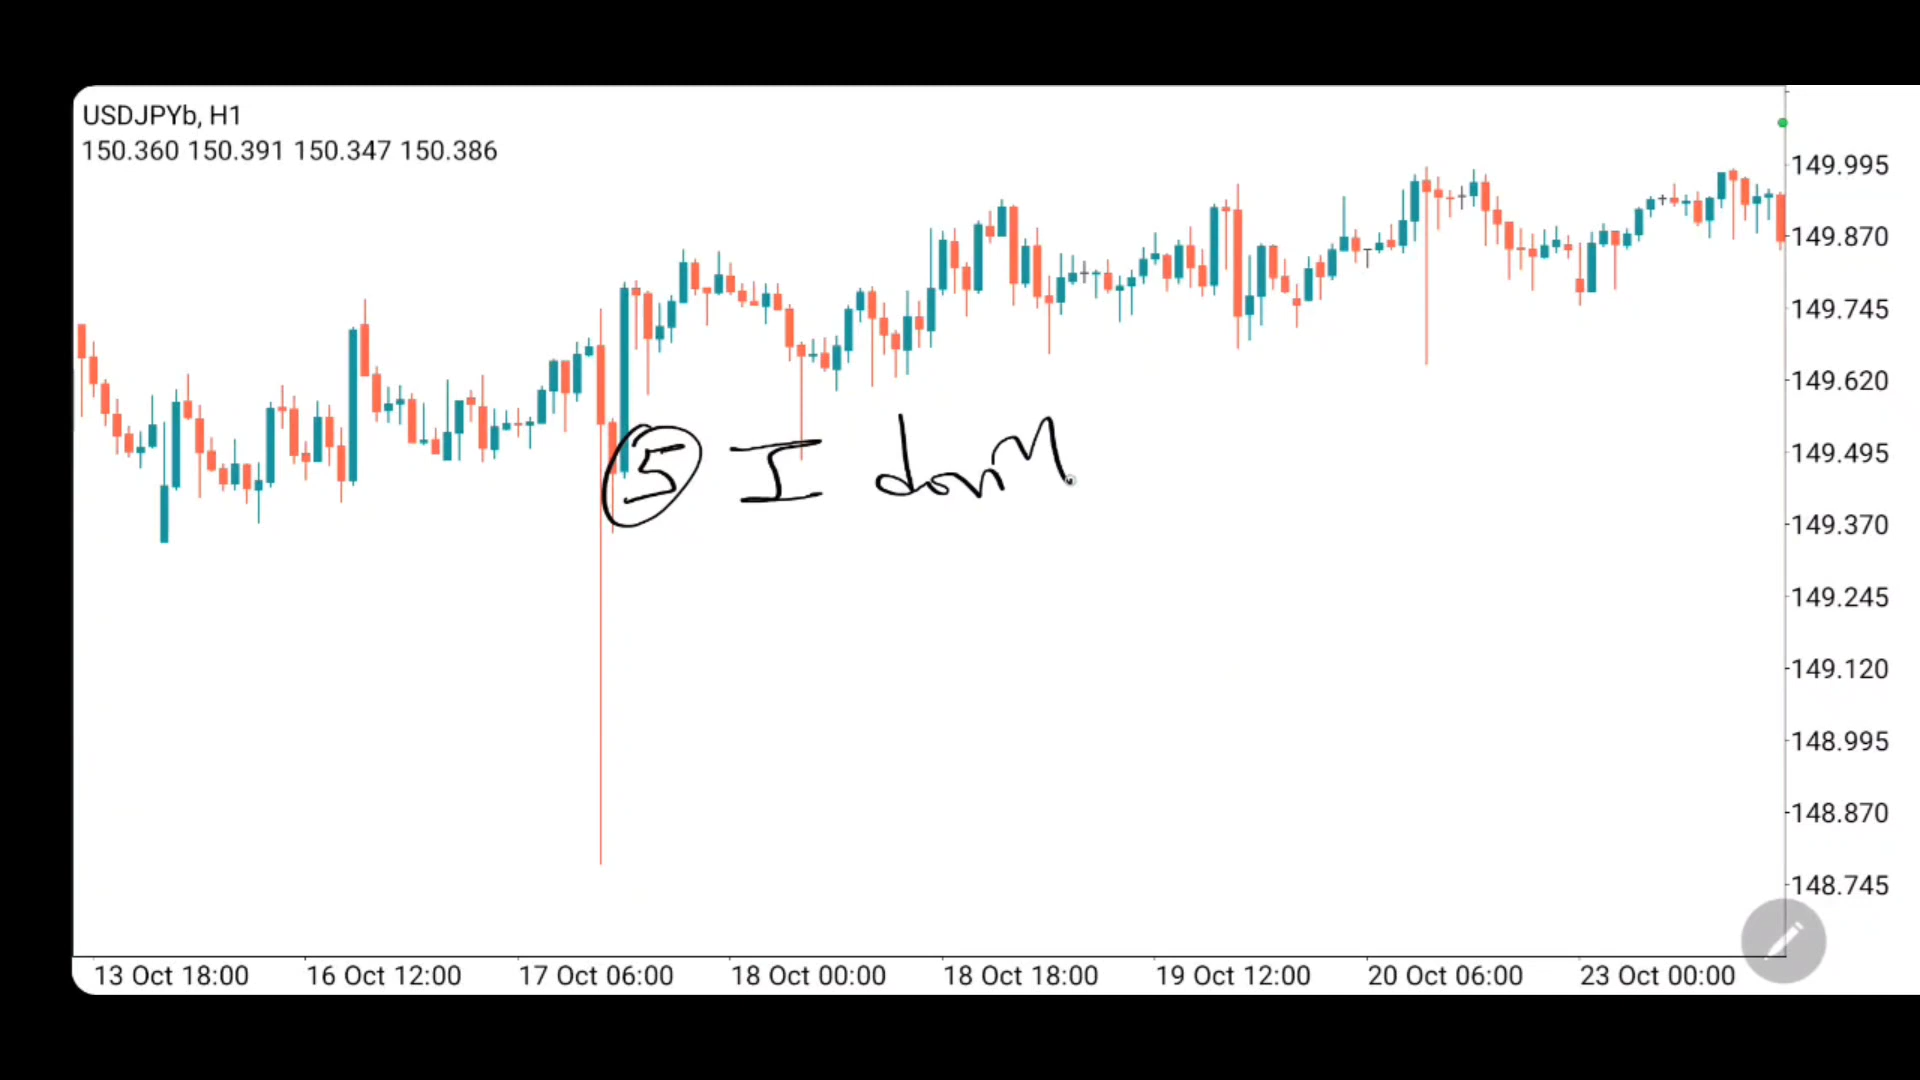 USDJPYb, H1
150.360 150.391 150.347 150.386
149.995
149.870
149.745
149.620
149.495
149.370
149.245
149.120
148.995
148.870
148.745
5 I
13 Oct 18:00 16 Oct 12:00 17 Oct 06:00 18 Oct 00:00 18 Oct 18:00 19 Oct 12:00 20 Oct 06:00 23 Oct 00:00